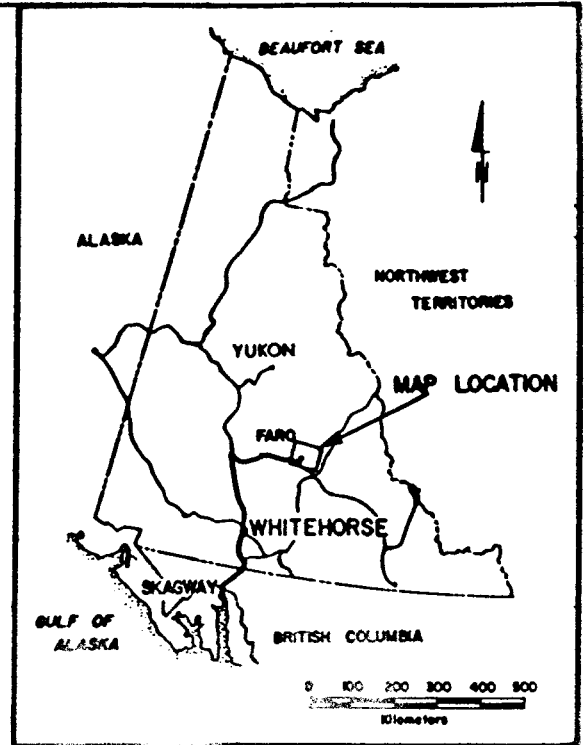 BEAUFORT SEA
N
ALASKA
NORTHWEST
TERRITORIES
YUKON
MAP LOCATION
FARO
WHITEHORSE
SKAGWAY
GULF OF
ALASKA
BRITISH COLUMBIA
0 100 200 300 400 500
Kilometers